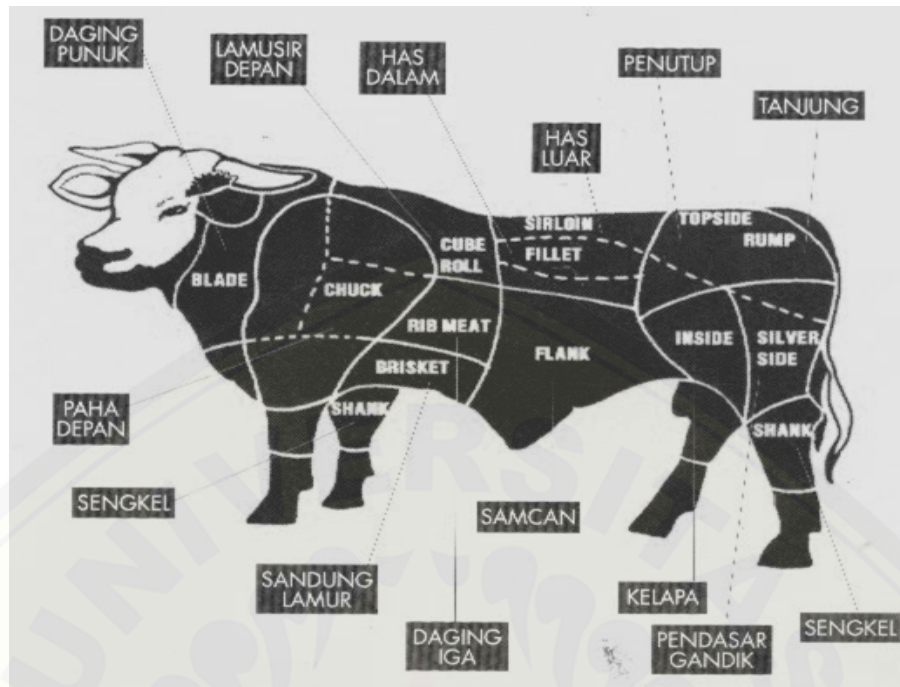 DAGING
PUNUK
LAMUSIR
DEPAN
HAS
DALAM
PENUTUP
TANJUNG
HAS
LUAR
SIRLOIN
TOPSIDE
RUMP
CUBE
ROLL
FILLET
BLADE
CHUCK
RIB MEAT
FLANK
INSIDE
SILVER
SIDE
BRISKET
SHANK
SHANK
PAHA
DEPAN
SENGKEL
SAMCAN
SANDUNG
LAMUR
DAGING
IGA
KELAPA
PENDASAR
GANDIK
SENGKEL
UNIVERSITA